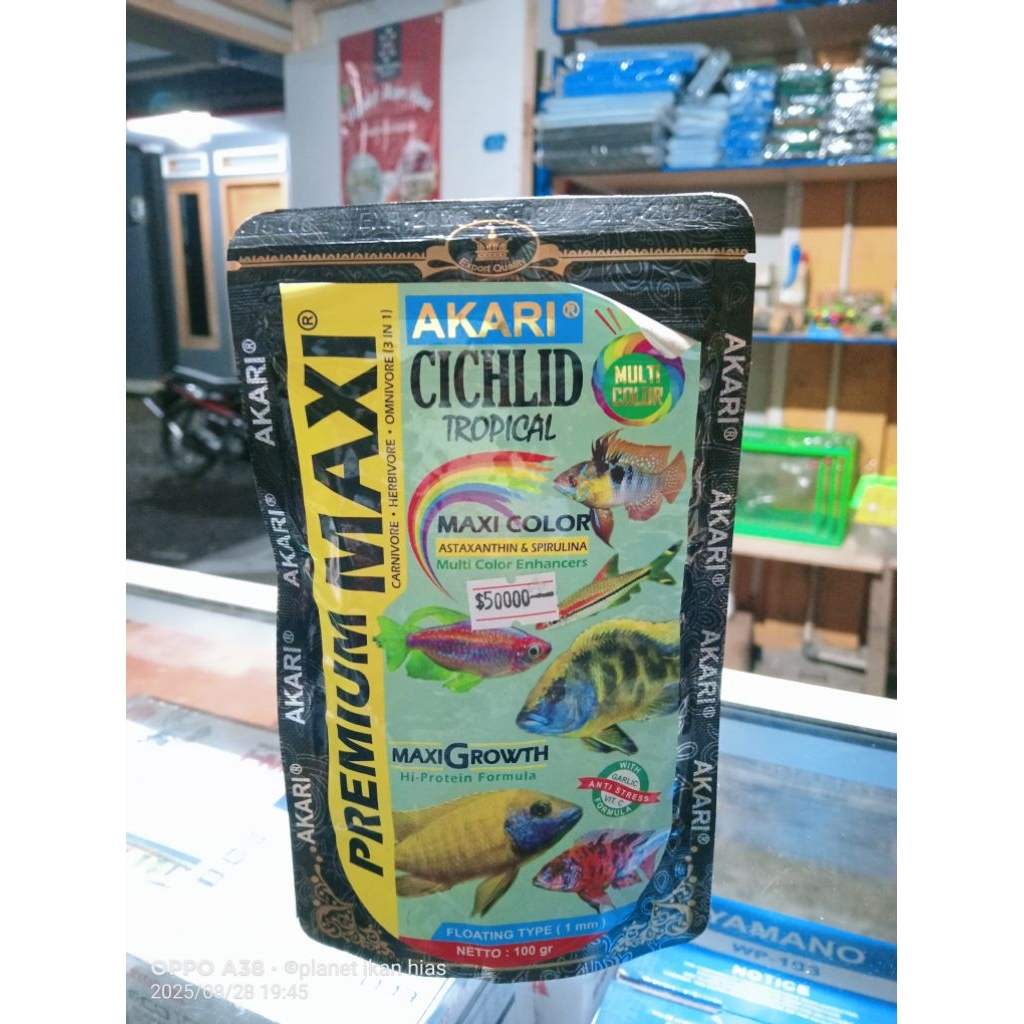 Export Quality
AKARI®
CICHLID
TROPICAL
MULTI
COLOR
PREMIUM MAXI®
CARNIVORE • HERBIVORE • OMNIVORE (3 IN 1)
MAXI COLOR
ASTAXANTHIN & SPIRULINA
Multi Color Enhancers
$50000
MAXIGROWTH
Hi-Protein Formula
WITH
GARLIC
ANTI STRESS
VIT. C
FORMULA
FLOATING TYPE ( 1 mm )
NETTO : 100 gr
AKARI®
AKARI®
AKARI®
AKARI®
AKARI®
AKARI®
AKARI®
AKARI®
YAMANO
WP-103
NOTICE
OPPO A38 · ©planet ikan hias
2025/08/28 19:45